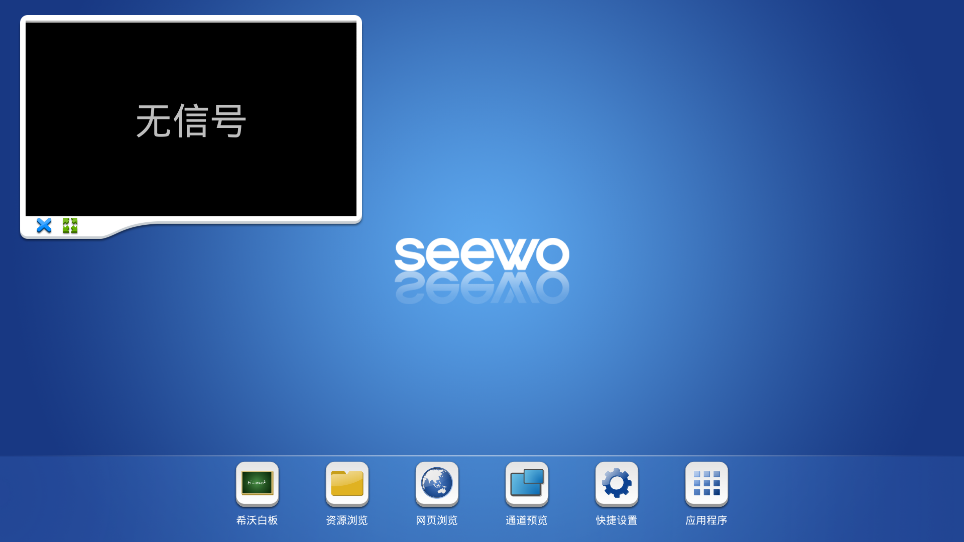 无信号
seewo
希沃白板
资源浏览
网页浏览
通道预览
快捷设置
应用程序